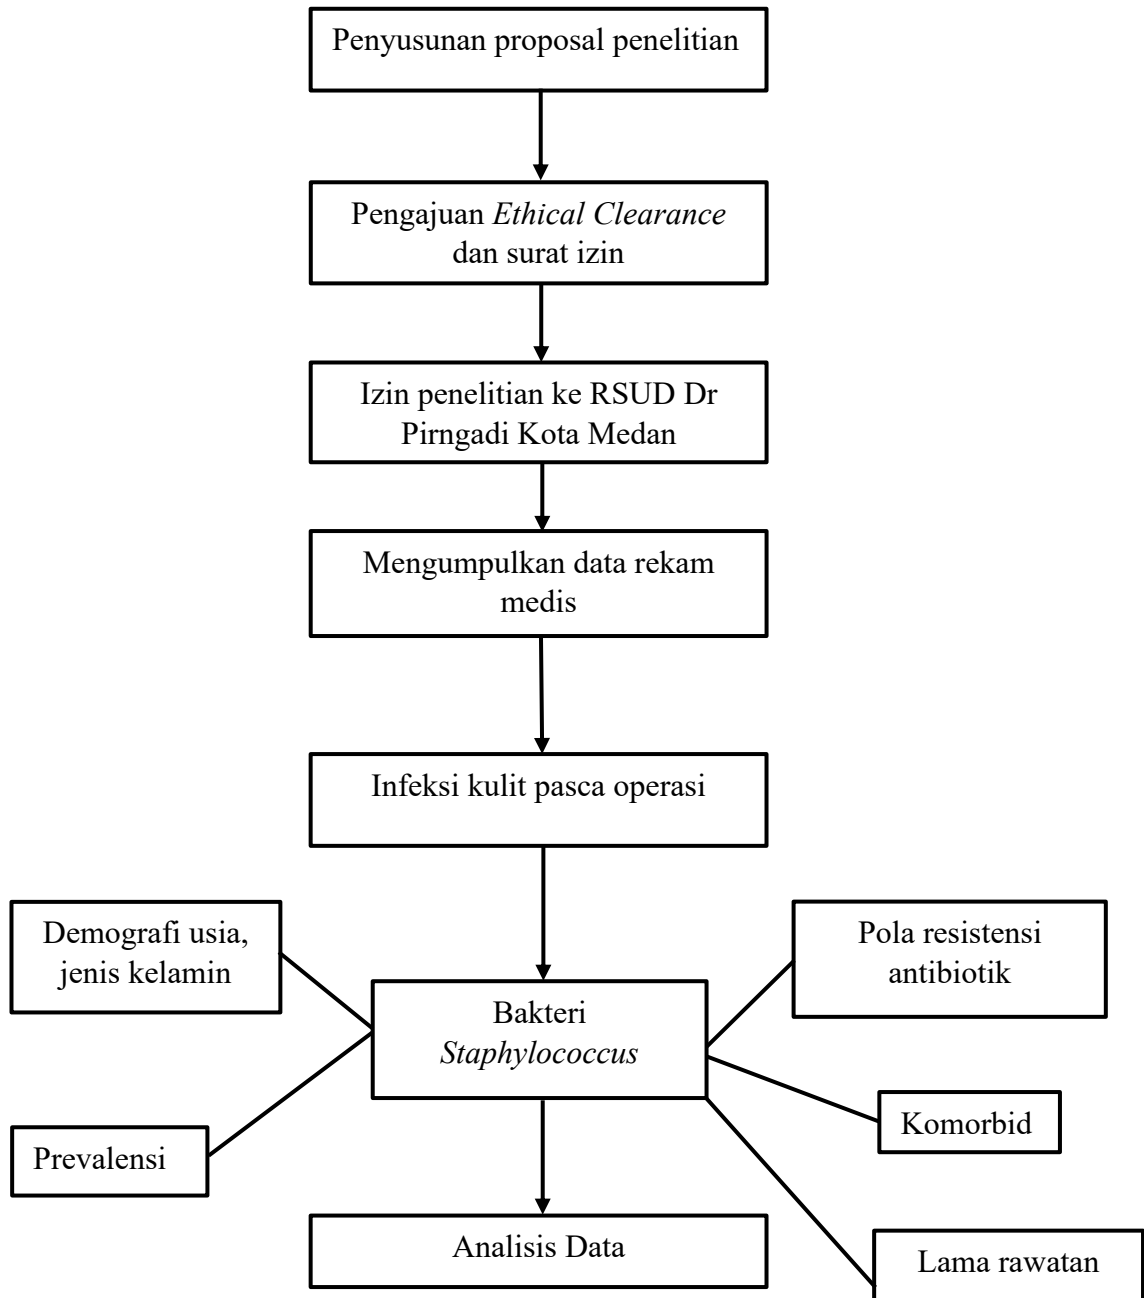 Penyusunan proposal penelitian
Pengajuan Ethical Clearance
dan surat izin
Izin penelitian ke RSUD Dr
Pirngadi Kota Medan
Mengumpulkan data rekam
medis
Infeksi kulit pasca operasi
Demografi usia,
jenis kelamin
Pola resistensi
antibiotik
Bakteri
Staphylococcus
Komorbid
Prevalensi
Analisis Data
Lama rawatan